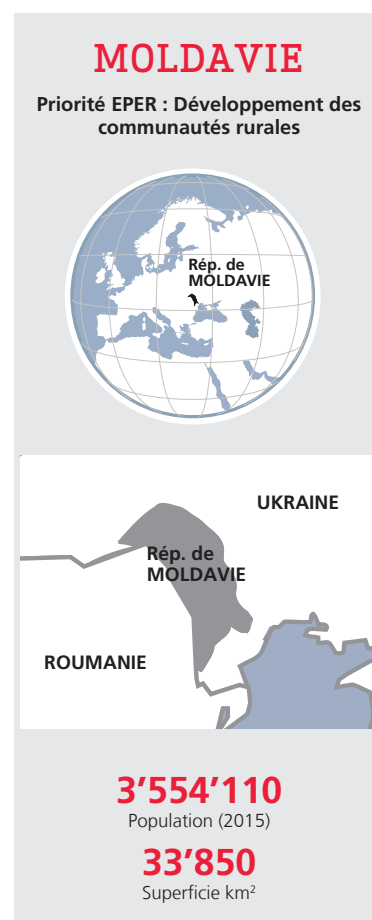 MOLDAVIE
Priorité EPER : Développement des
communautés rurales
Rép. de
MOLDAVIE
UKRAINE
Rép. de
MOLDAVIE
ROUMANIE
3’554’110
Population (2015)
33’850
Superficie km²